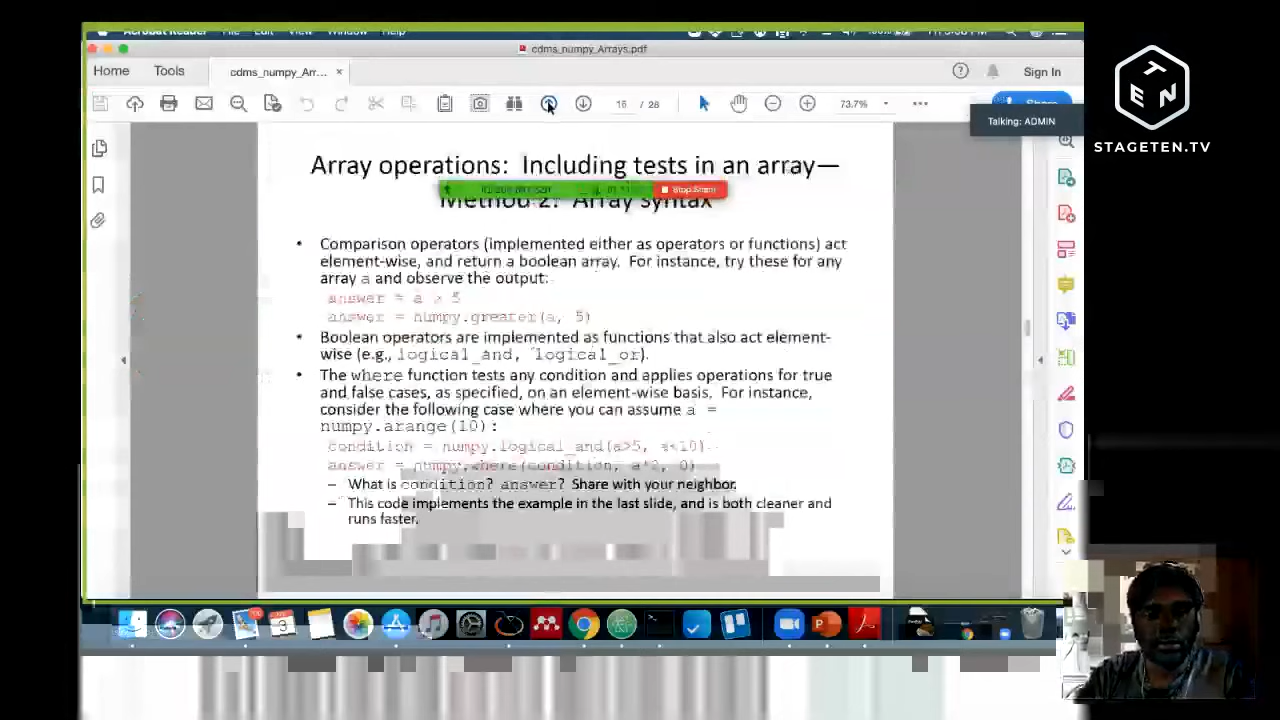 Acrobat Reader File Edit View Window Help
cdms_numpy_Arrays.pdf
Home Tools cdms_numpy_Arr... × Sign In
16 / 28 73.7% Share
Talking: ADMIN
TEN
STAGETEN.TV
Array operations: Including tests in an array—
Stop Share
Method 2: Array syntax
• Comparison operators (implemented either as operators or functions) act
element-wise, and return a boolean array. For instance, try these for any
array a and observe the output:
answer = a > 5
answer = numpy.greater(a, 5)
• Boolean operators are implemented as functions that also act element-
wise (e.g., logical_and, logical_or).
• The where function tests any condition and applies operations for true
and false cases, as specified, on an element-wise basis. For instance,
consider the following case where you can assume a =
numpy.arange(10):
condition = numpy.logical_and(a>5, a<10)
answer = numpy.where(condition, a*2, 0)
– What is condition? answer? Share with your neighbor.
– This code implements the example in the last slide, and is both cleaner and
runs faster.
3